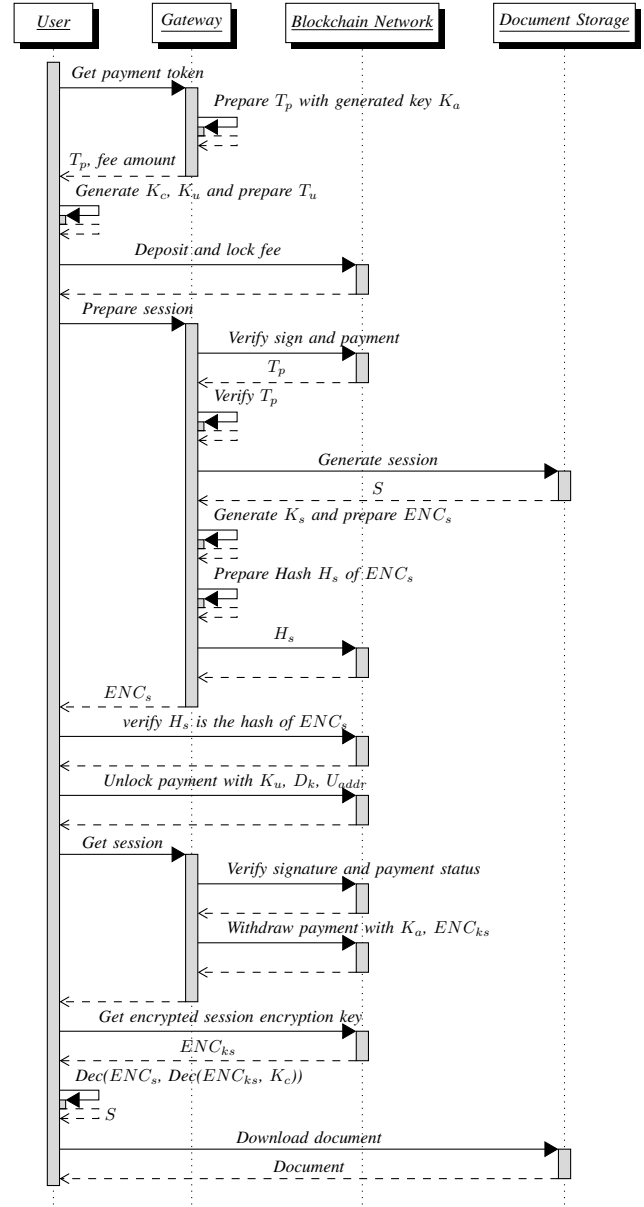 User Gateway Blockchain Network Document Storage
Get payment token
Prepare T_p with generated key K_a
T_p, fee amount
Generate K_c, K_u and prepare T_u
Deposit and lock fee
Prepare session
Verify sign and payment
T_p
Verify T_p
Generate session
S
Generate K_s and prepare ENC_s
Prepare Hash H_s of ENC_s
H_s
ENC_s
verify H_s is the hash of ENC_s
Unlock payment with K_u, D_k, U_addr
Get session
Verify signature and payment status
Withdraw payment with K_a, ENC_ks
Get encrypted session encryption key
ENC_ks
Dec(ENC_s, Dec(ENC_ks, K_c))
S
Download document
Document